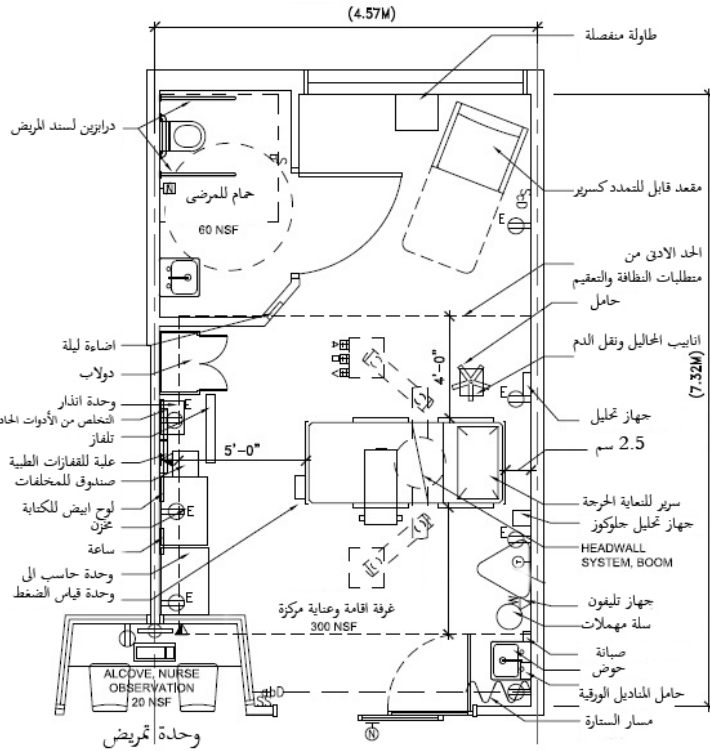 (4.57M)
طاولة منفصلة
درابزين لسند المريض
حمام للمرضى
60 NSF
N
مقعد قابل للتمدد كسرير
E
الحد الادنى من
متطلبات النظافة والتعقيم
حامل
انابيب المحاليل ونقل الدم
(7.32M)
4'-0"
اضاءة ليلة
دولاب
وحدة انذار
التخلص من الأدوات الحاد
تلفاز
علبة للقفازات الطبية
صندوق للمخلفات
لوح ابيض للكتابة
مخزن
ساعة
وحدة حاسب الى
وحدة قياس الضغط
5'-0"
E
E
E
E
جهاز تحليل
2.5 سم
سرير للنعاية الحرجة
جهاز تحليل جلوكوز
E
HEADWALL
SYSTEM, BOOM
جهاز تليفون
سلة مهملات
صبانة
حوض
حامل المناديل الورقية
مسار الستارة
غرفة اقامة وعناية مركزة
300 NSF
ALCOVE, NURSE
OBSERVATION
20 NSF
وحدة تمريض
N